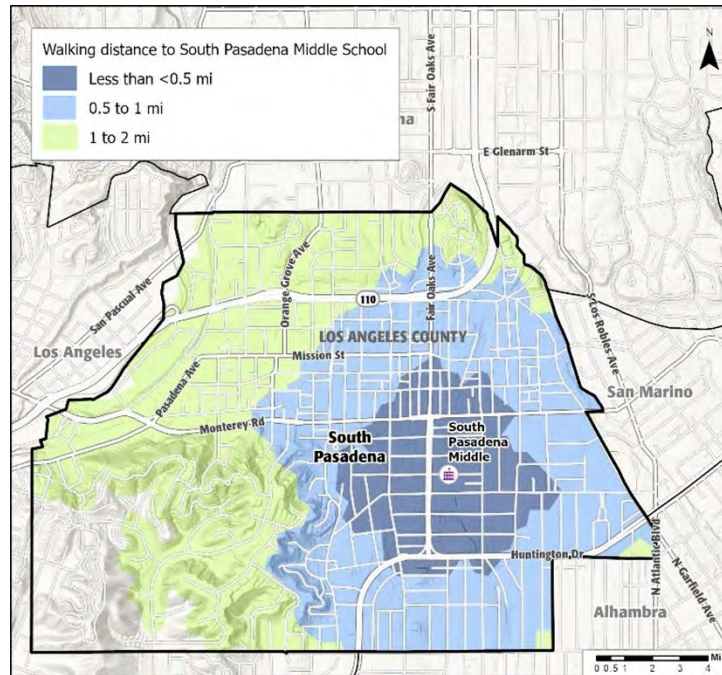 Walking distance to South Pasadena Middle School
Less than <0.5 mi
0.5 to 1 mi
1 to 2 mi
N
S Fair Oaks Ave
na
E Glenarm St
Orange Grove Ave
Fair Oaks Ave
San Pascual Ave
110
S Los Robles Ave
LOS ANGELES COUNTY
Los Angeles
Mission St
Pasadena Ave
San Marino
Monterey Rd
South
Pasadena
South
Pasadena
Middle
Huntington Dr
N Atlantic Blvd
N Garfield Ave
Alhambra
Mi
0 0.5 1 2 3 4